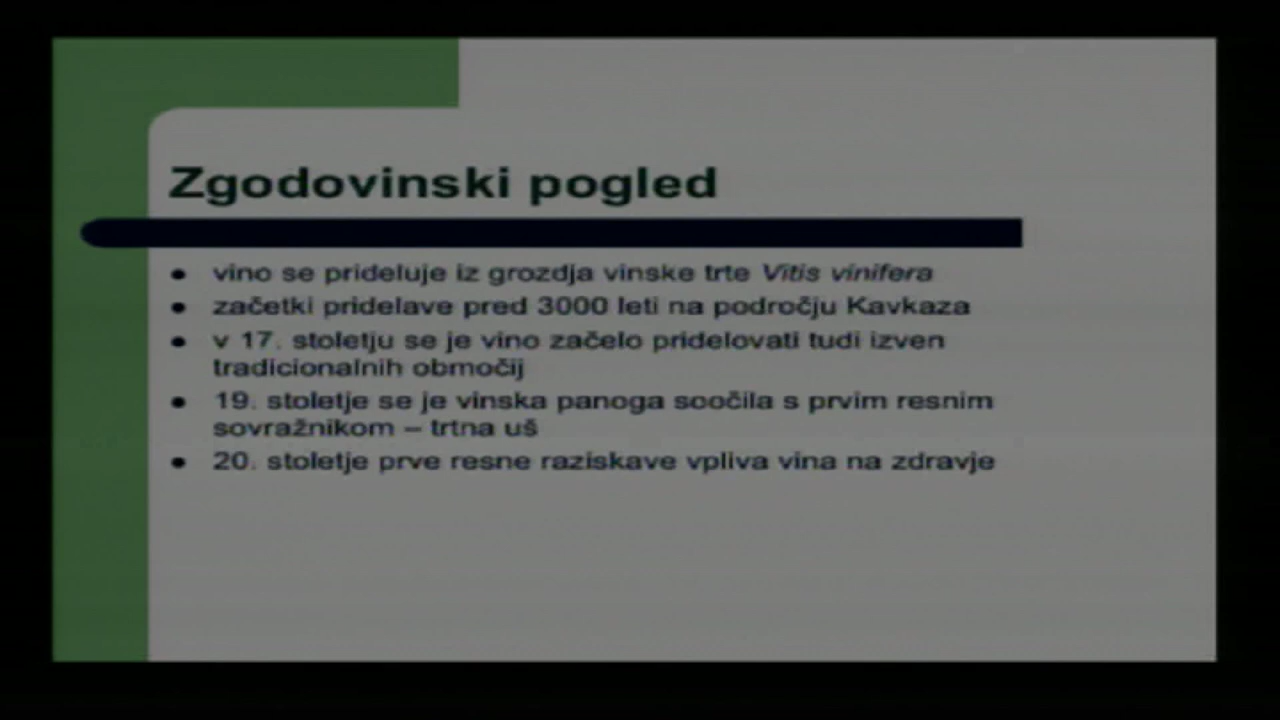 Zgodovinski pogled
vino se prideluje iz grozdja vinske trte Vitis vinifera
začetki pridelave pred 3000 leti na področju Kavkaza
v 17. stoletju se je vino začelo pridelovati tudi izven
tradicionalnih območij
19. stoletje se je vinska panoga soočila s prvim resnim
sovražnikom – trtna uš
20. stoletje prve resne raziskave vpliva vina na zdravje